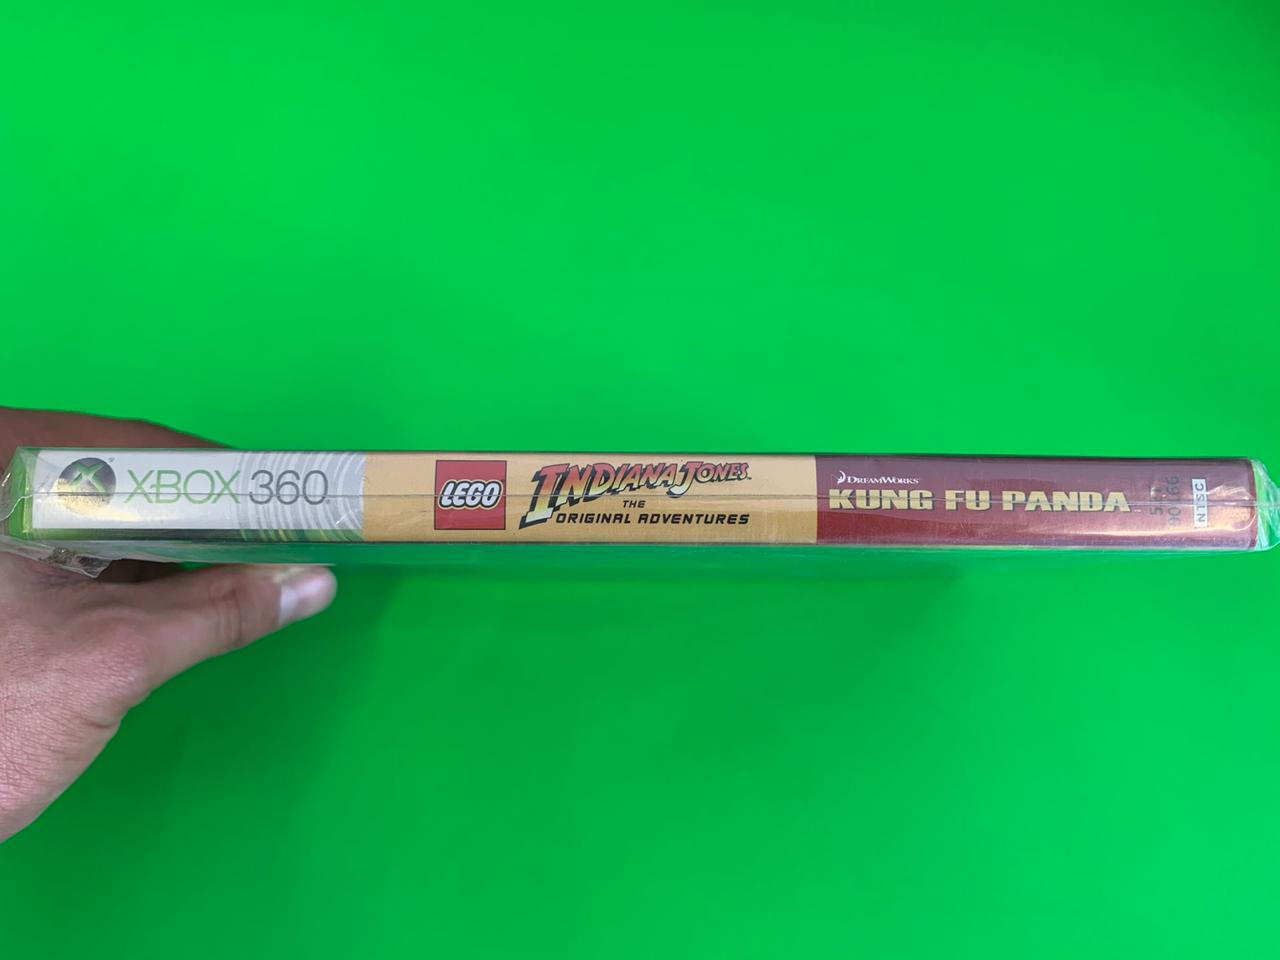 XBOX 360
LEGO
INDIANA JONES
THE
ORIGINAL ADVENTURES
DREAMWORKS
KUNG FU PANDA
NTSC